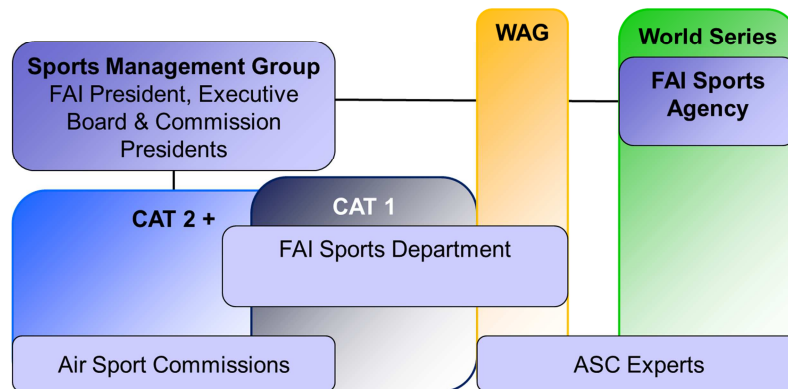 WAG
World Series
Sports Management Group
FAI President, Executive
Board & Commission
Presidents
FAI Sports
Agency
CAT 2 +
CAT 1
FAI Sports Department
Air Sport Commissions
ASC Experts